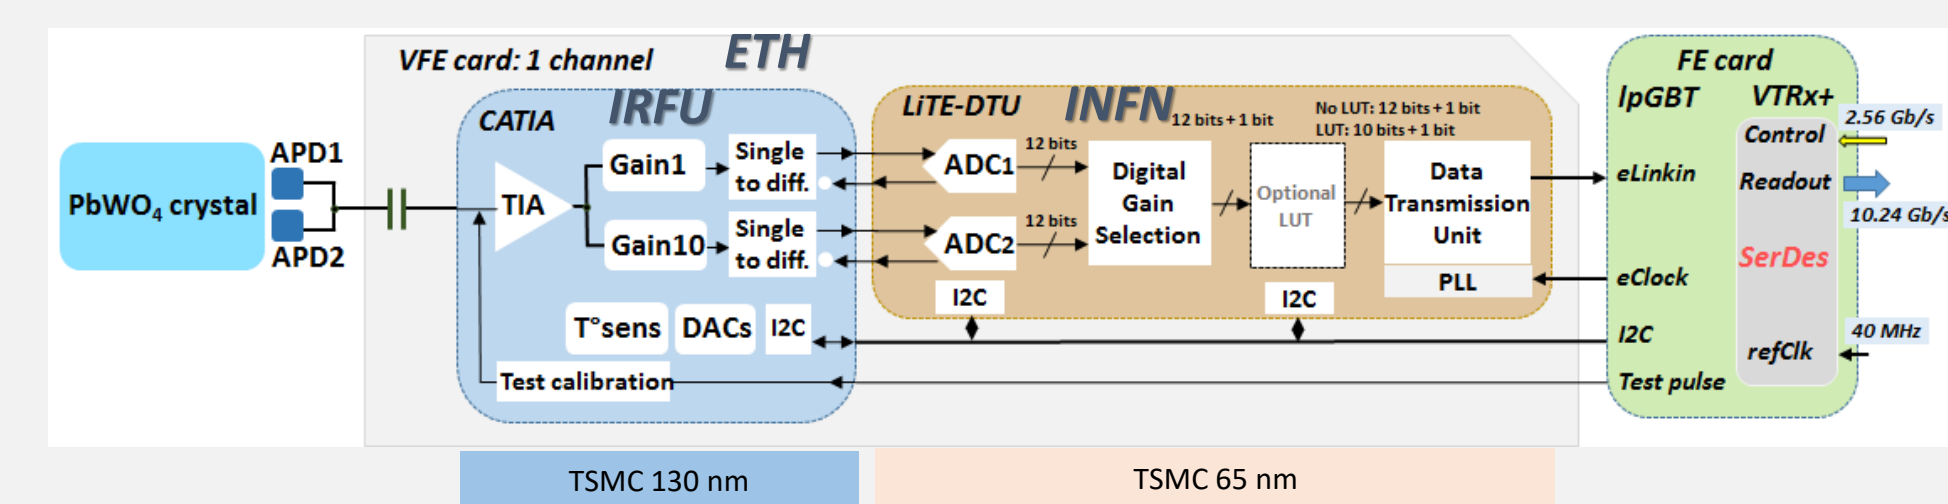 VFE card: 1 channel
ETH
FE card
CATIA
IRFU
LiTE-DTU
INFN
12 bits + 1 bit
No LUT: 12 bits + 1 bit
LUT: 10 bits + 1 bit
lpGBT
VTRx+
2.56 Gb/s
Control
PbWO4 crystal
APD1
APD2
TIA
Gain1
Gain10
Single
to diff.
Single
to diff.
ADC1
12 bits
ADC2
12 bits
Digital
Gain
Selection
Optional
LUT
Data
Transmission
Unit
PLL
eLinkin
Readout
10.24 Gb/s
SerDes
eClock
T°sens
DACs
I2C
I2C
I2C
I2C
40 MHz
refClk
Test calibration
Test pulse
TSMC 130 nm
TSMC 65 nm